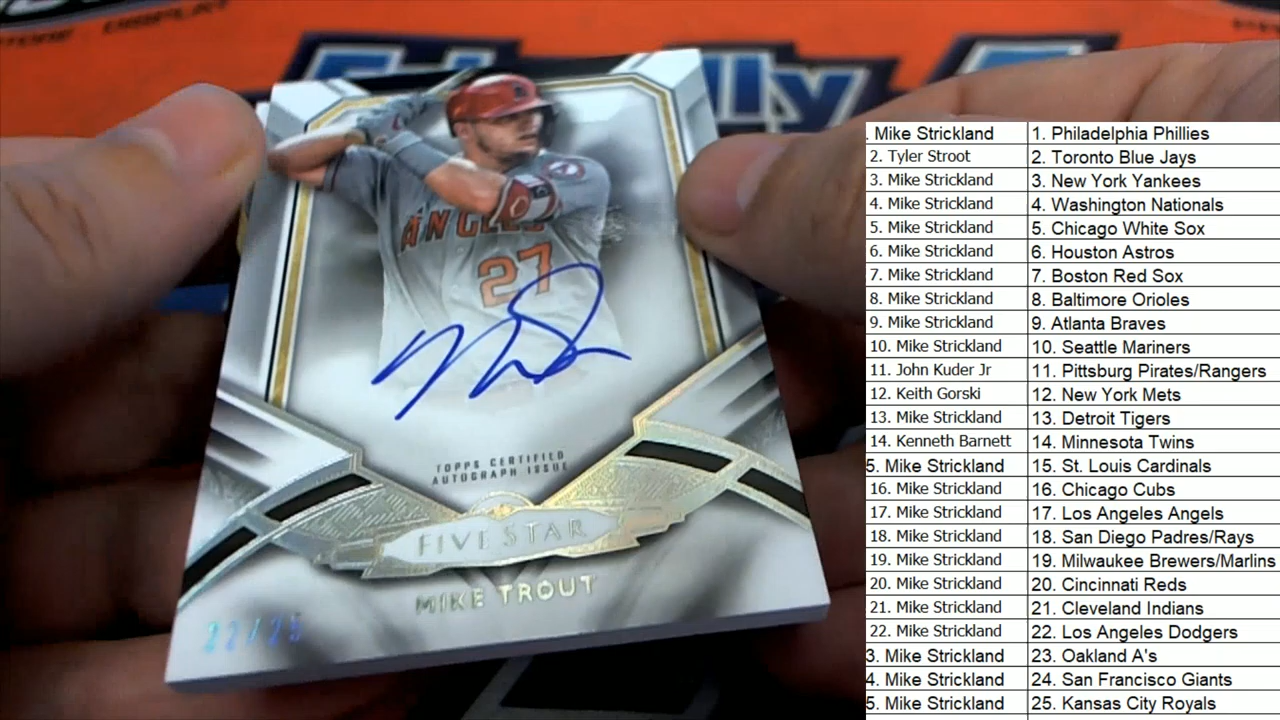 ANGELS
27
TOPPS CERTIFIED
AUTOGRAPH ISSUE
FIVE STAR
MIKE TROUT
22/25
. Mike Strickland 1. Philadelphia Phillies
2. Tyler Stroot 2. Toronto Blue Jays
3. Mike Strickland 3. New York Yankees
4. Mike Strickland 4. Washington Nationals
5. Mike Strickland 5. Chicago White Sox
6. Mike Strickland 6. Houston Astros
7. Mike Strickland 7. Boston Red Sox
8. Mike Strickland 8. Baltimore Orioles
9. Mike Strickland 9. Atlanta Braves
10. Mike Strickland 10. Seattle Mariners
11. John Kuder Jr 11. Pittsburg Pirates/Rangers
12. Keith Gorski 12. New York Mets
13. Mike Strickland 13. Detroit Tigers
14. Kenneth Barnett 14. Minnesota Twins
5. Mike Strickland 15. St. Louis Cardinals
16. Mike Strickland 16. Chicago Cubs
17. Mike Strickland 17. Los Angeles Angels
18. Mike Strickland 18. San Diego Padres/Rays
19. Mike Strickland 19. Milwaukee Brewers/Marlins
20. Mike Strickland 20. Cincinnati Reds
21. Mike Strickland 21. Cleveland Indians
22. Mike Strickland 22. Los Angeles Dodgers
3. Mike Strickland 23. Oakland A's
4. Mike Strickland 24. San Francisco Giants
5. Mike Strickland 25. Kansas City Royals